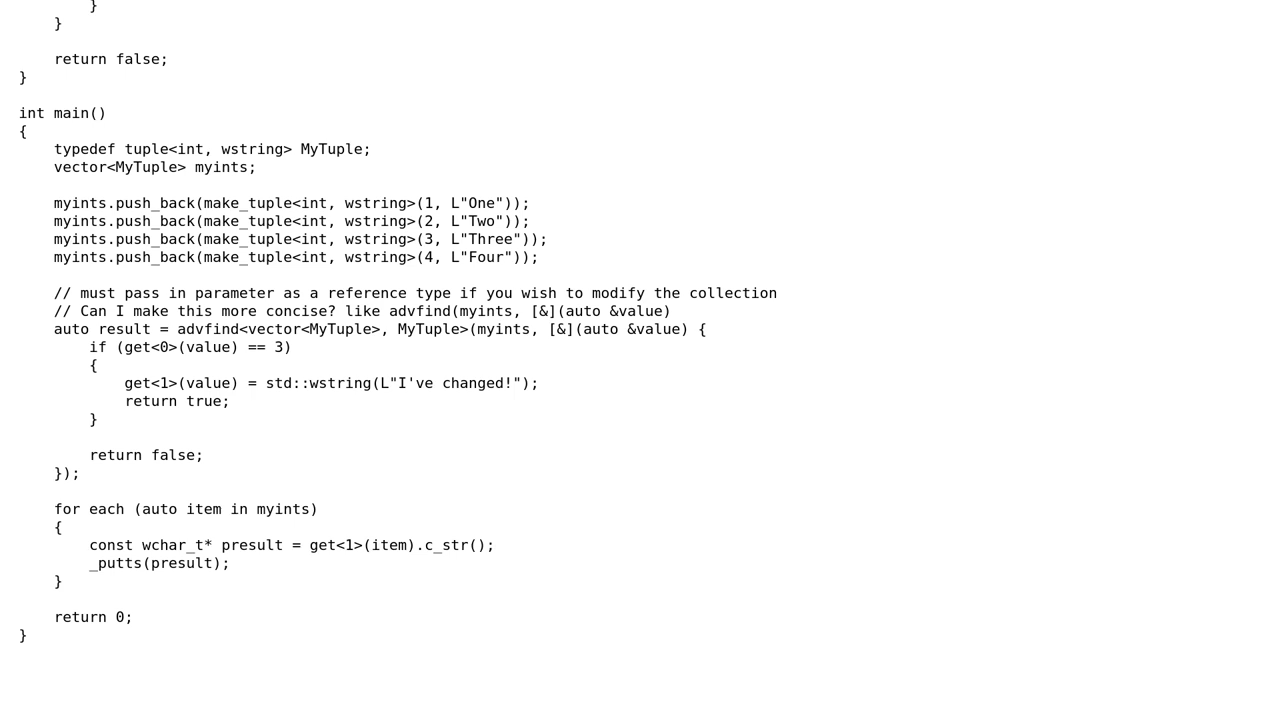 }
    }

    return false;
}

int main()
{
    typedef tuple<int, wstring> MyTuple;
    vector<MyTuple> myints;

    myints.push_back(make_tuple<int, wstring>(1, L"One"));
    myints.push_back(make_tuple<int, wstring>(2, L"Two"));
    myints.push_back(make_tuple<int, wstring>(3, L"Three"));
    myints.push_back(make_tuple<int, wstring>(4, L"Four"));

    // must pass in parameter as a reference type if you wish to modify the collection
    // Can I make this more concise? like advfind(myints, [&](auto &value)
    auto result = advfind<vector<MyTuple>, MyTuple>(myints, [&](auto &value) {
        if (get<0>(value) == 3)
        {
            get<1>(value) = std::wstring(L"I've changed!");
            return true;
        }

        return false;
    });

    for each (auto item in myints)
    {
        const wchar_t* presult = get<1>(item).c_str();
        _putts(presult);
    }

    return 0;
}